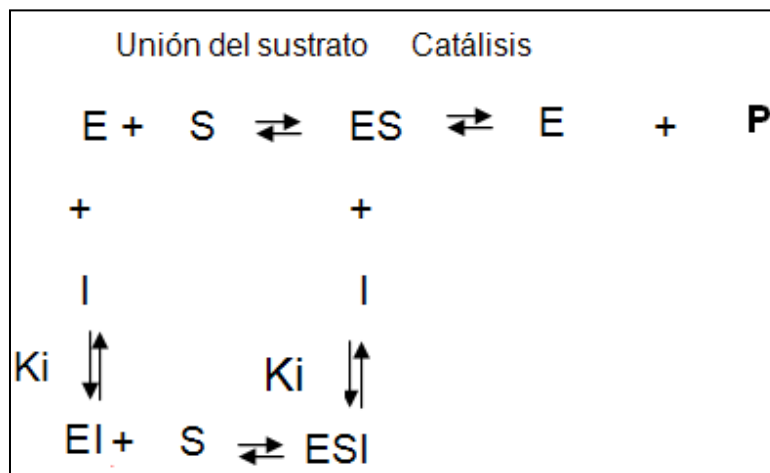 Unión del sustrato Catálisis
E + S ⇄ ES ⇄ E + P
+ +
I I
Ki Ki
EI + S ⇄ ESI